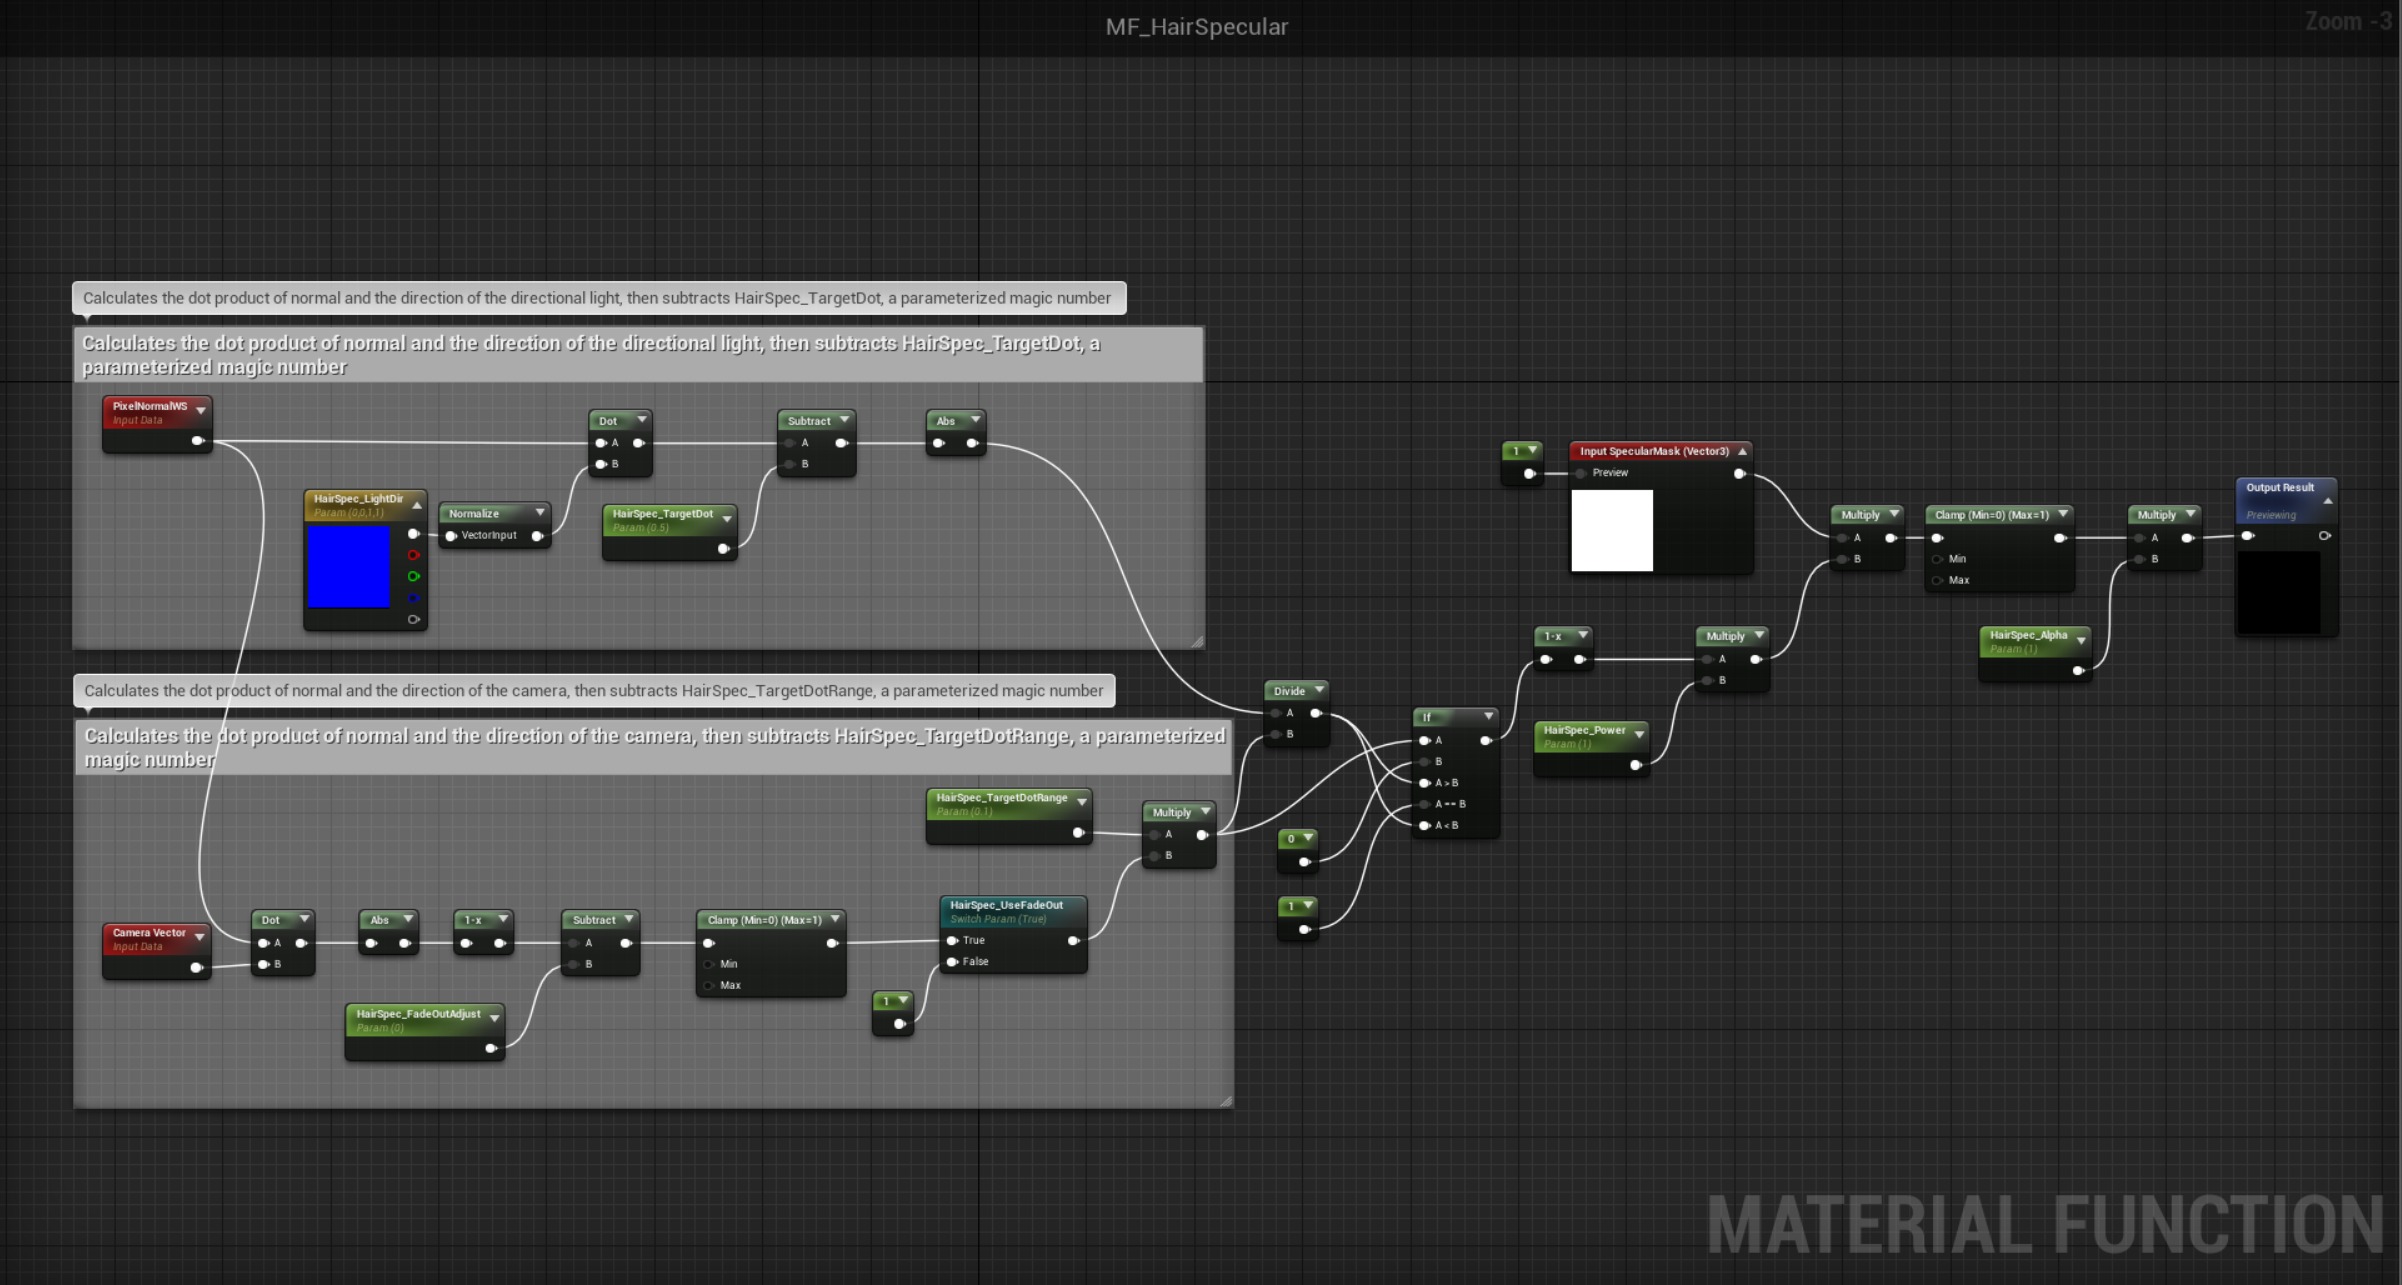 MF_HairSpecular
Zoom -3
Calculates the dot product of normal and the direction of the directional light, then subtracts HairSpec_TargetDot, a parameterized magic number
Calculates the dot product of normal and the direction of the directional light, then subtracts HairSpec_TargetDot, a
parameterized magic number
PixelNormalWS
Input Data
HairSpec_LightDir
Param (0,0,1,1)
Normalize
VectorInput
Dot
A
B
HairSpec_TargetDot
Param (0.5)
Subtract
A
B
Abs
Calculates the dot product of normal and the direction of the camera, then subtracts HairSpec_TargetDotRange, a parameterized magic number
Calculates the dot product of normal and the direction of the camera, then subtracts HairSpec_TargetDotRange, a parameterized
magic number
Camera Vector
Input Data
Dot
A
B
Abs
1-x
HairSpec_FadeOutAdjust
Param (0)
Subtract
A
B
Clamp (Min=0) (Max=1)
Min
Max
1
HairSpec_UseFadeOut
Switch Param (True)
True
False
HairSpec_TargetDotRange
Param (0.1)
Multiply
A
B
Divide
A
B
0
1
If
A
B
A > B
A == B
A < B
1-x
HairSpec_Power
Param (1)
Multiply
A
B
1
Input SpecularMask (Vector3)
Preview
Multiply
A
B
Clamp (Min=0) (Max=1)
Min
Max
HairSpec_Alpha
Param (1)
Multiply
A
B
Output Result
Previewing
MATERIAL FUNCTION